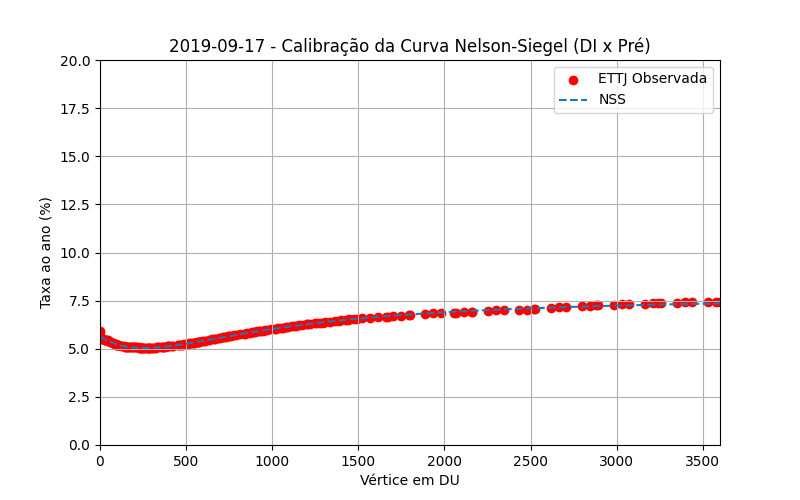 2019-09-17 - Calibração da Curva Nelson-Siegel (DI x Pré)
ETTJ Observada
NSS
Taxa ao ano (%)
20.0
17.5
15.0
12.5
10.0
7.5
5.0
2.5
0.0
0 500 1000 1500 2000 2500 3000 3500
Vértice em DU